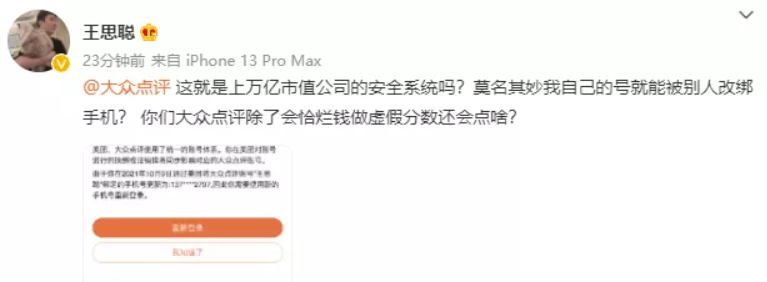 王思聪
23分钟前 来自 iPhone 13 Pro Max
@大众点评 这就是上万亿市值公司的安全系统吗？莫名其妙我自己的号就能被别人改绑
手机？ 你们大众点评除了会恰烂钱做虚假分数还会点啥？
美团、大众点评使用了统一的账号体系。你在美团对账号
进行的换绑或注销操作同步影响对应的大众点评账号。
由于你在2021年10月9日通过美团将大众点评账号"王思
聪"绑定的手机号更新为:137****2797,因此你需要使用新的
手机号重新登录。
重新登录
我知道了